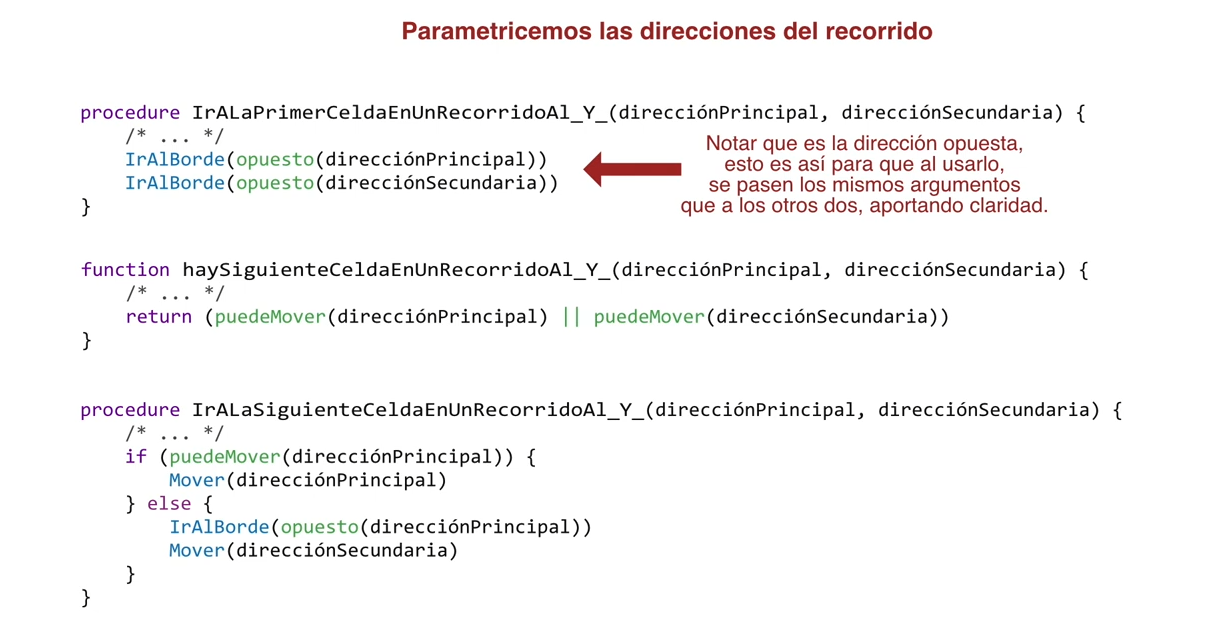 Parametricemos las direcciones del recorrido
procedure IrALaPrimerCeldaEnUnRecorridoAl_Y_(direcciónPrincipal, direcciónSecundaria) {
/* ... */
IrAlBorde(opuesto(direcciónPrincipal))
IrAlBorde(opuesto(direcciónSecundaria))
}
Notar que es la dirección opuesta,
esto es así para que al usarlo,
se pasen los mismos argumentos
que a los otros dos, aportando claridad.
function haySiguienteCeldaEnUnRecorridoAl_Y_(direcciónPrincipal, direcciónSecundaria) {
/* ... */
return (puedeMover(direcciónPrincipal) || puedeMover(direcciónSecundaria))
}
procedure IrALaSiguienteCeldaEnUnRecorridoAl_Y_(direcciónPrincipal, direcciónSecundaria) {
/* ... */
if (puedeMover(direcciónPrincipal)) {
Mover(direcciónPrincipal)
} else {
IrAlBorde(opuesto(direcciónPrincipal))
Mover(direcciónSecundaria)
}
}